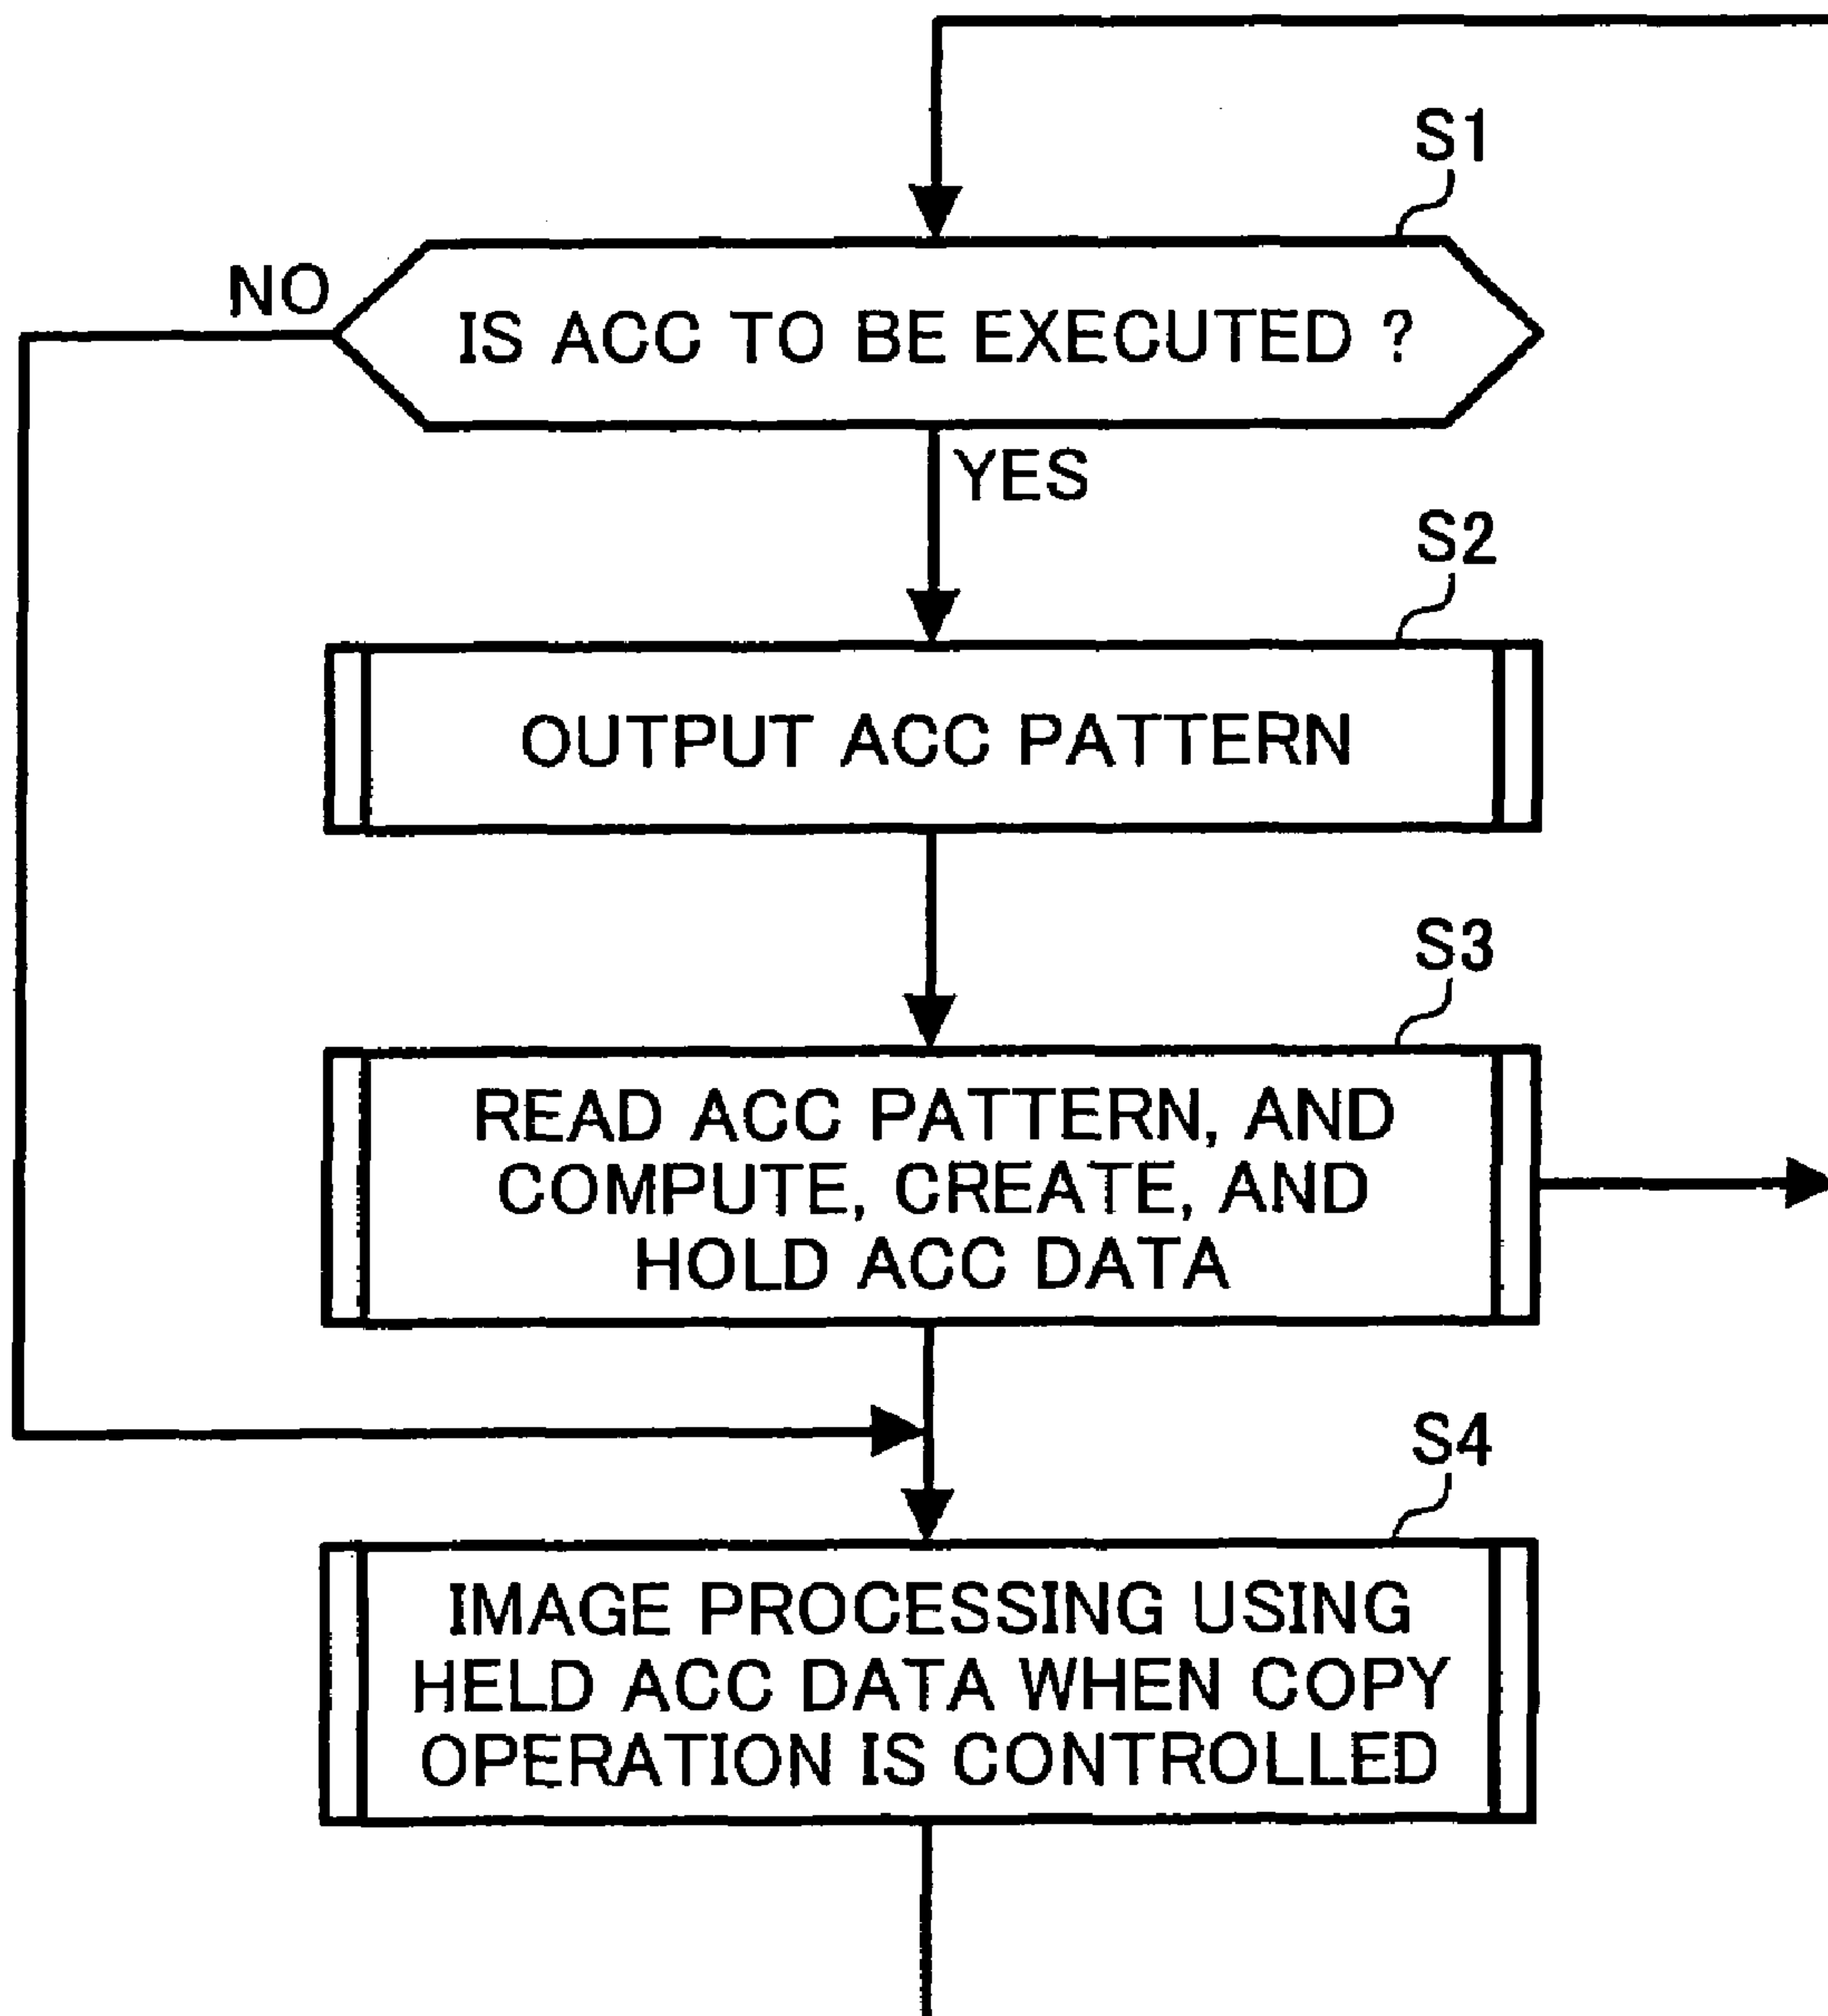 S1
NO
IS ACC TO BE EXECUTED ?
YES
S2
OUTPUT ACC PATTERN
S3
READ ACC PATTERN, AND
COMPUTE, CREATE, AND
HOLD ACC DATA
S4
IMAGE PROCESSING USING
HELD ACC DATA WHEN COPY
OPERATION IS CONTROLLED